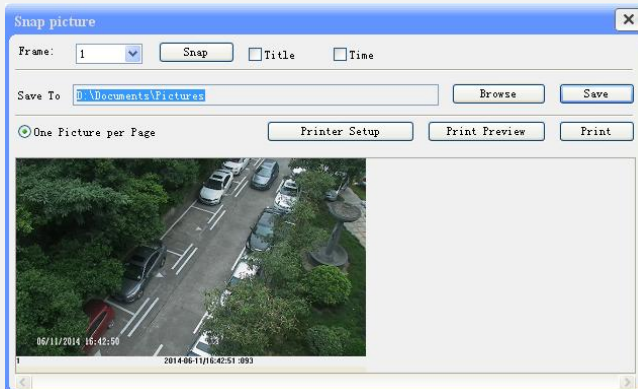 Snap picture
Frame: 1 Snap Title Time
Save To D:\Documents\Pictures Browse Save
One Picture per Page Printer Setup Print Preview Print
06/11/2014 16:42:50
1 2014-06-11/16:42:51 :093